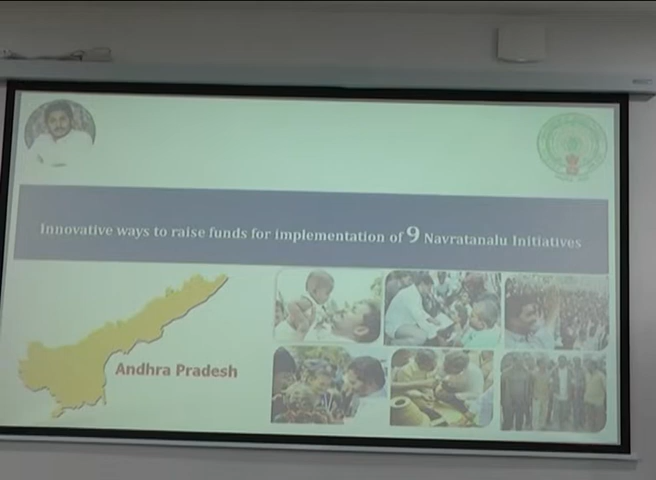 Innovative ways to raise funds for implementation of 9 Navratanalu Initiatives
Andhra Pradesh